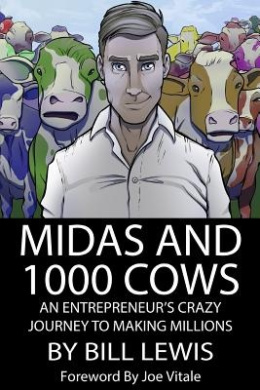 MIDAS AND
1000 COWS
AN ENTREPRENEUR'S CRAZY
JOURNEY TO MAKING MILLIONS
BY BILL LEWIS
Foreword By Joe Vitale